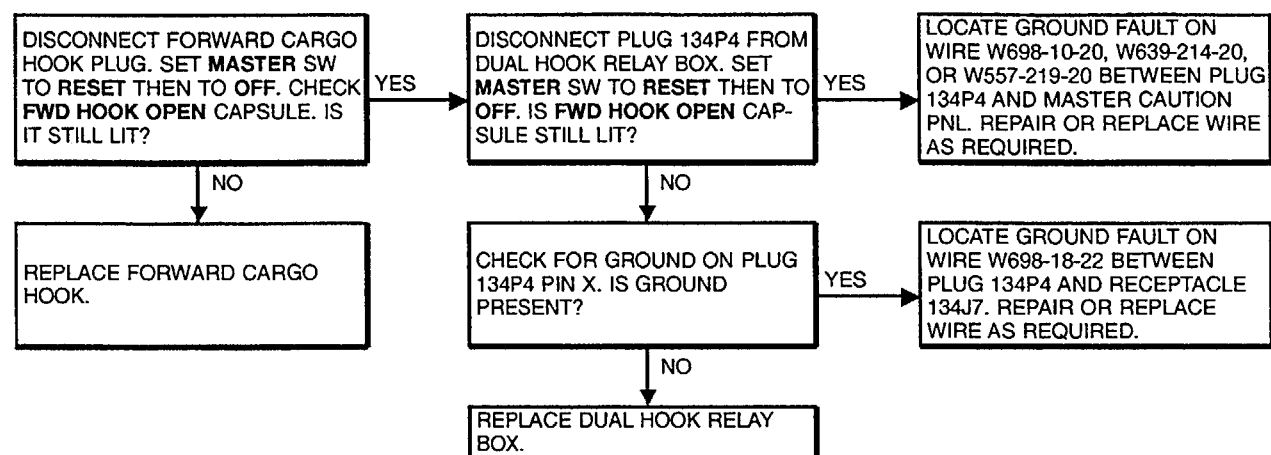 DISCONNECT FORWARD CARGO
HOOK PLUG. SET MASTER SW
TO RESET THEN TO OFF. CHECK
FWD HOOK OPEN CAPSULE. IS
IT STILL LIT?
YES
DISCONNECT PLUG 134P4 FROM
DUAL HOOK RELAY BOX. SET
MASTER SW TO RESET THEN TO
OFF. IS FWD HOOK OPEN CAP-
SULE STILL LIT?
YES
LOCATE GROUND FAULT ON
WIRE W698-10-20, W639-214-20,
OR W557-219-20 BETWEEN PLUG
134P4 AND MASTER CAUTION
PNL. REPAIR OR REPLACE WIRE
AS REQUIRED.
NO
NO
REPLACE FORWARD CARGO
HOOK.
CHECK FOR GROUND ON PLUG
134P4 PIN X. IS GROUND
PRESENT?
YES
LOCATE GROUND FAULT ON
WIRE W698-18-22 BETWEEN
PLUG 134P4 AND RECEPTACLE
134J7. REPAIR OR REPLACE
WIRE AS REQUIRED.
NO
REPLACE DUAL HOOK RELAY
BOX.